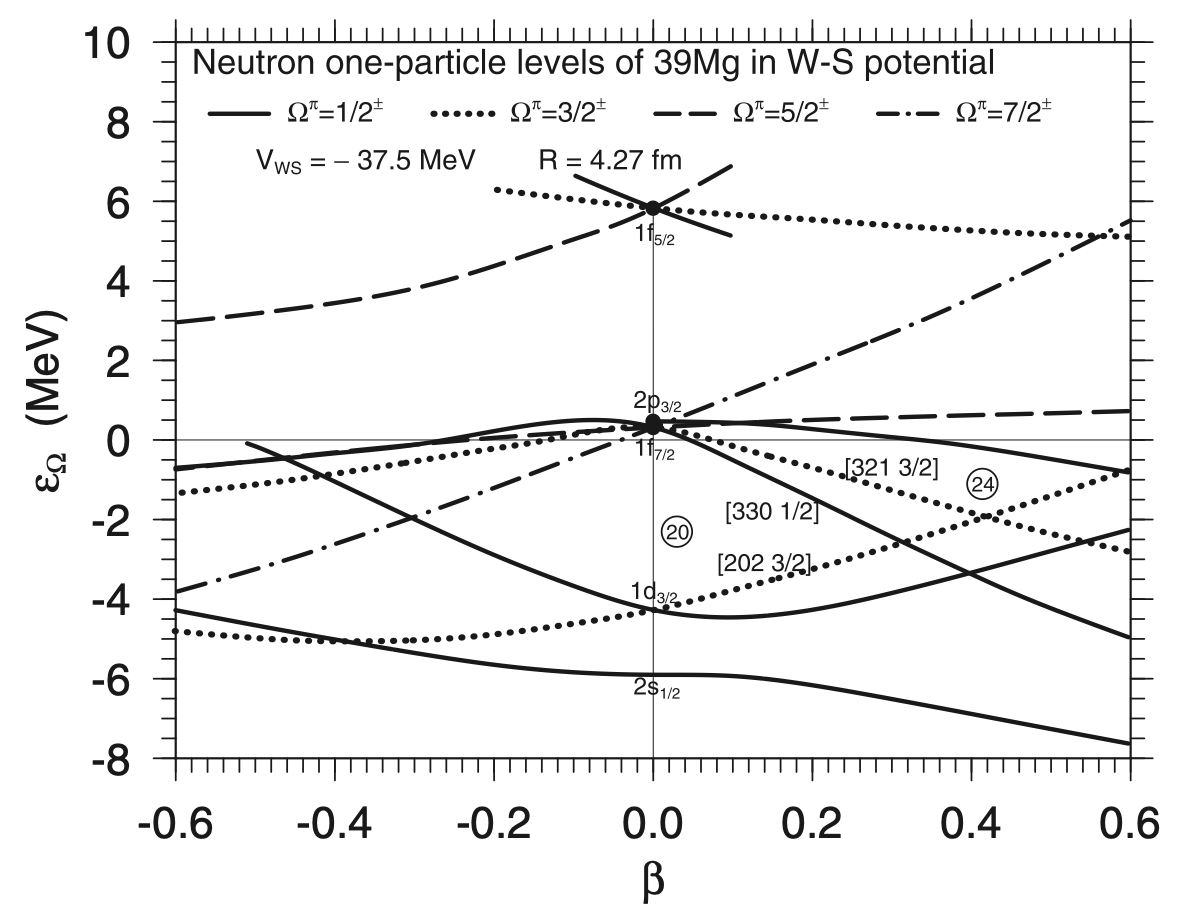 Neutron one-particle levels of 39Mg in W-S potential
Ω^π=1/2^± Ω^π=3/2^± Ω^π=5/2^± Ω^π=7/2^±
V_WS = − 37.5 MeV R = 4.27 fm
1f_5/2
2p_3/2
1f_7/2
[321 3/2]
24
[330 1/2]
20
[202 3/2]
1d_3/2
2s_1/2
10
8
6
4
2
0
-2
-4
-6
-8
ε_Ω (MeV)
-0.6 -0.4 -0.2 0.0 0.2 0.4 0.6
β